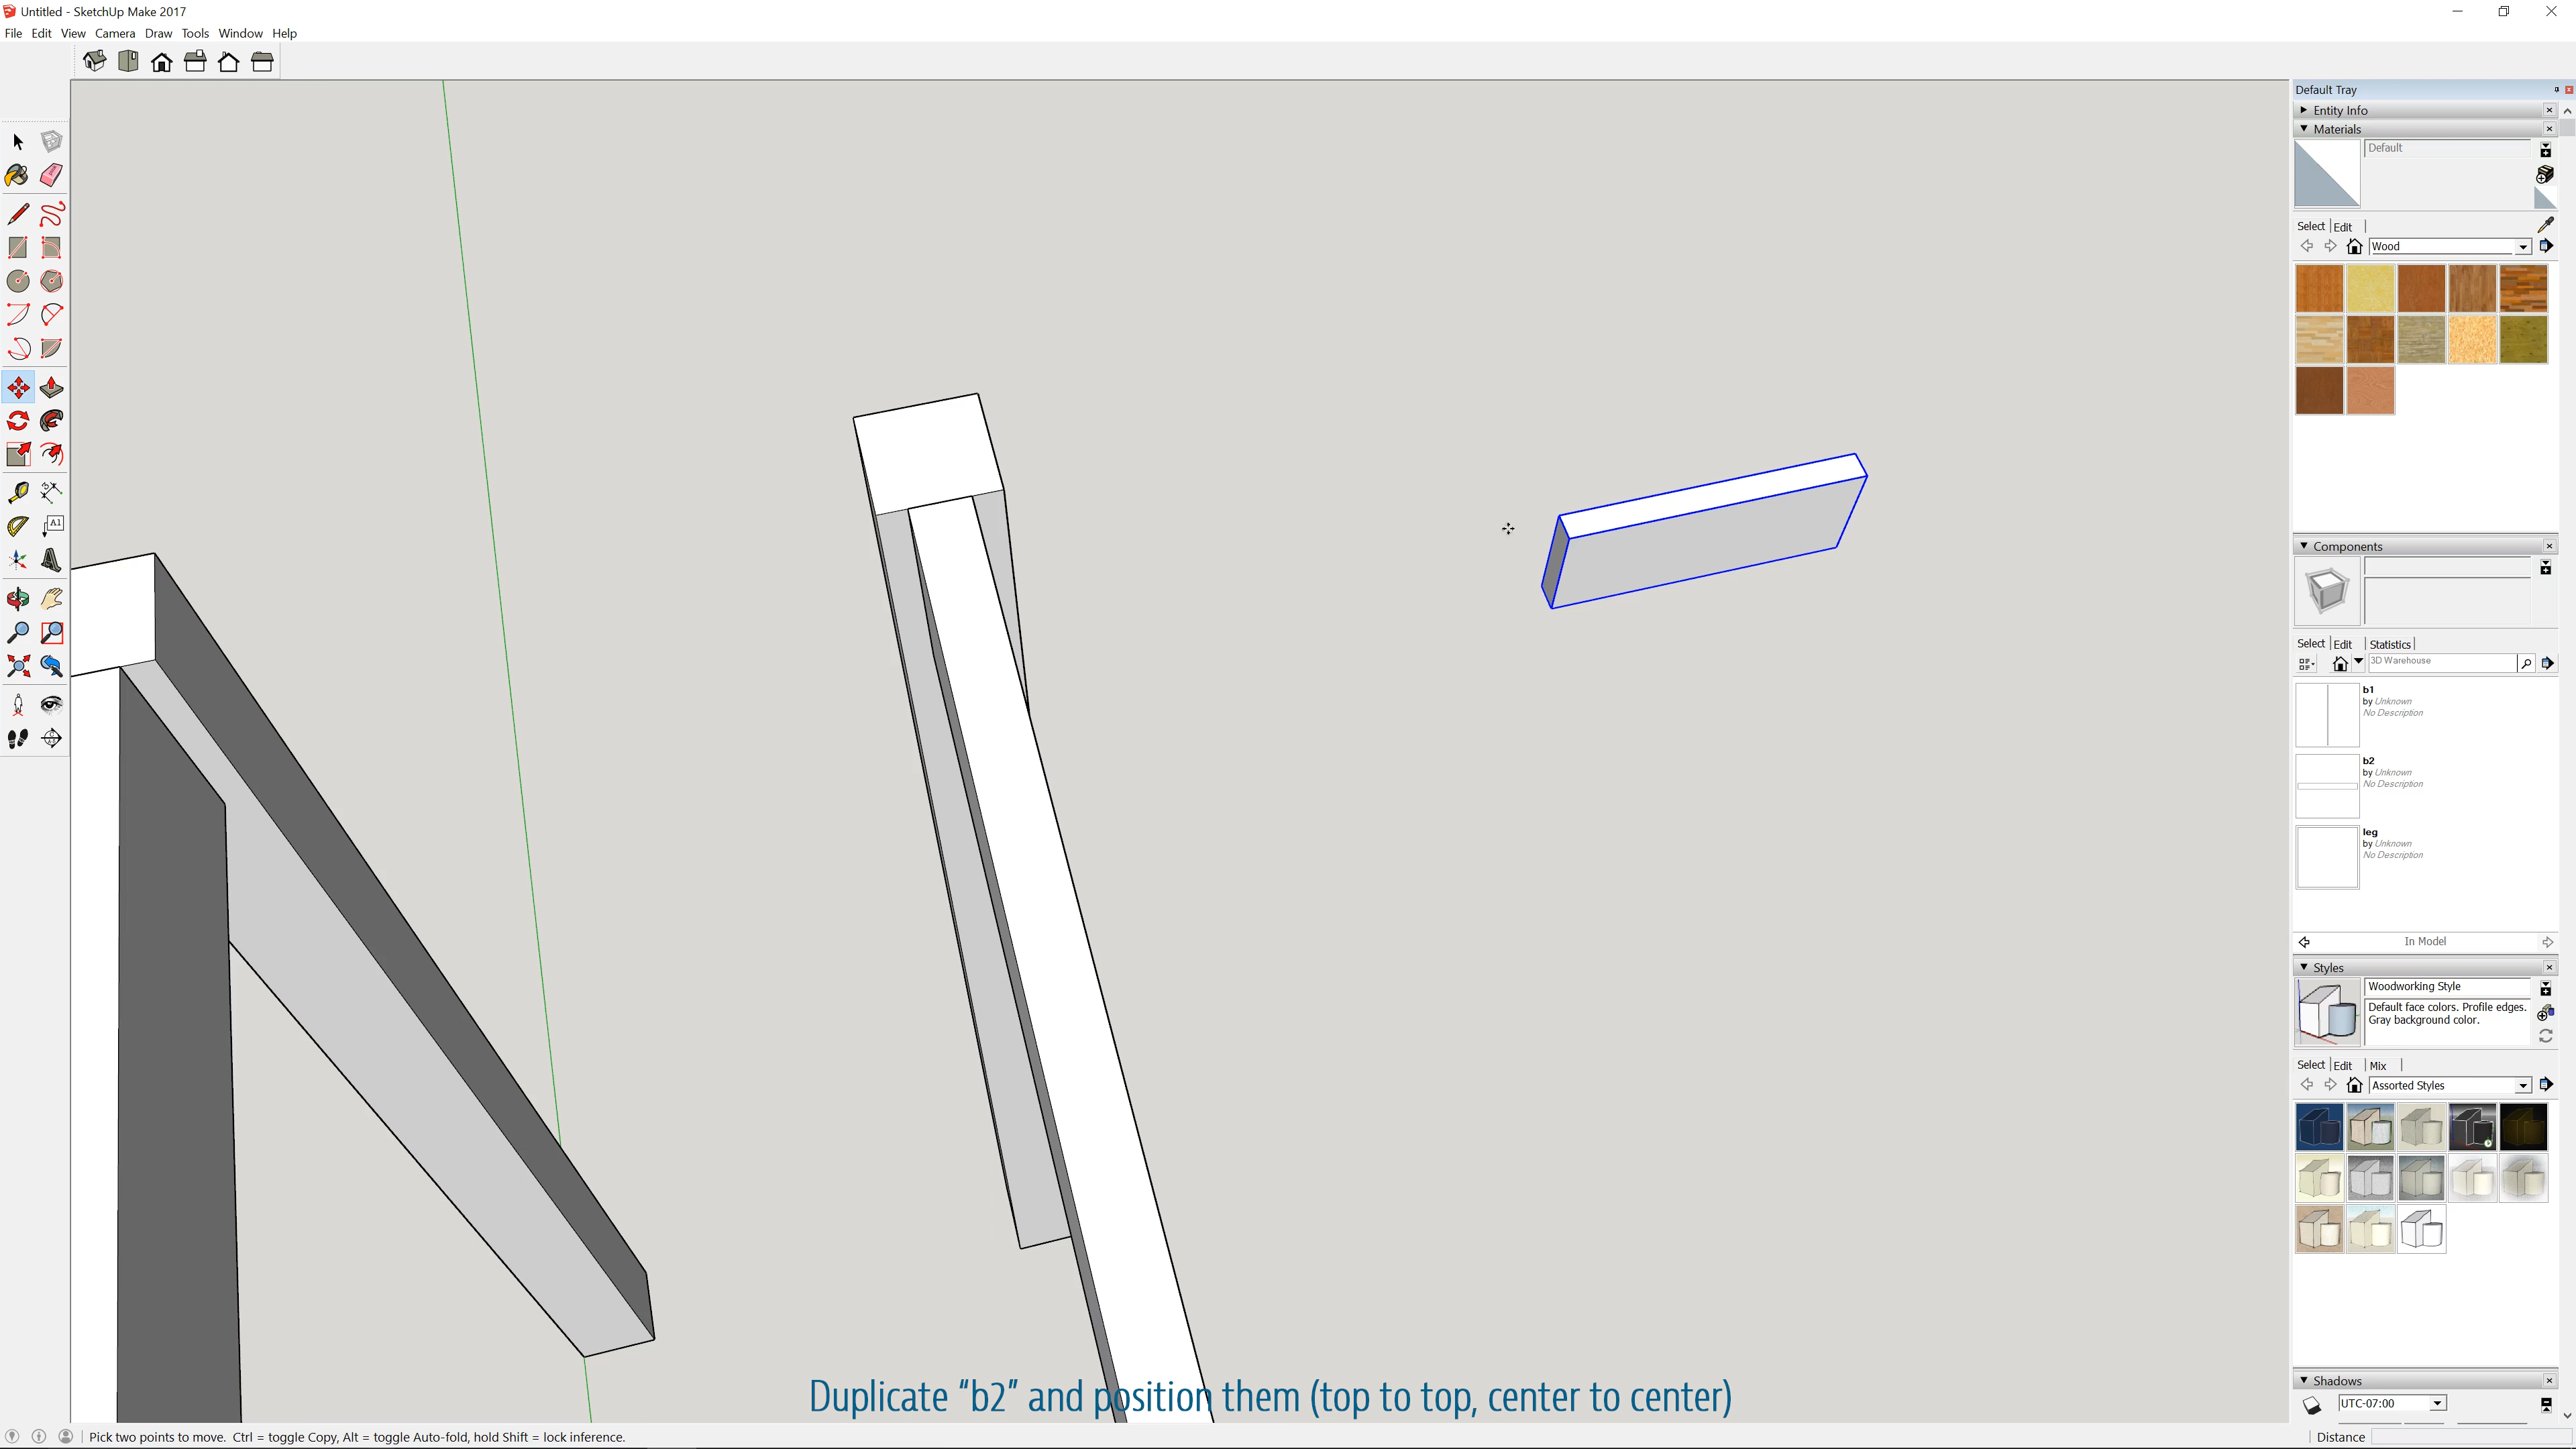 Untitled - SketchUp Make 2017
File Edit View Camera Draw Tools Window Help
Default Tray
Entity Info
Materials
Default
Select Edit
Wood
A1
Components
Select Edit Statistics
3D Warehouse
b1
by Unknown
No Description
b2
by Unknown
No Description
leg
by Unknown
No Description
In Model
Styles
Woodworking Style
Default face colors. Profile edges.
Gray background color.
Select Edit Mix
Assorted Styles
Shadows
UTC-07:00
Duplicate “b2” and position them (top to top, center to center)
Pick two points to move. Ctrl = toggle Copy, Alt = toggle Auto-fold, hold Shift = lock inference.
Distance